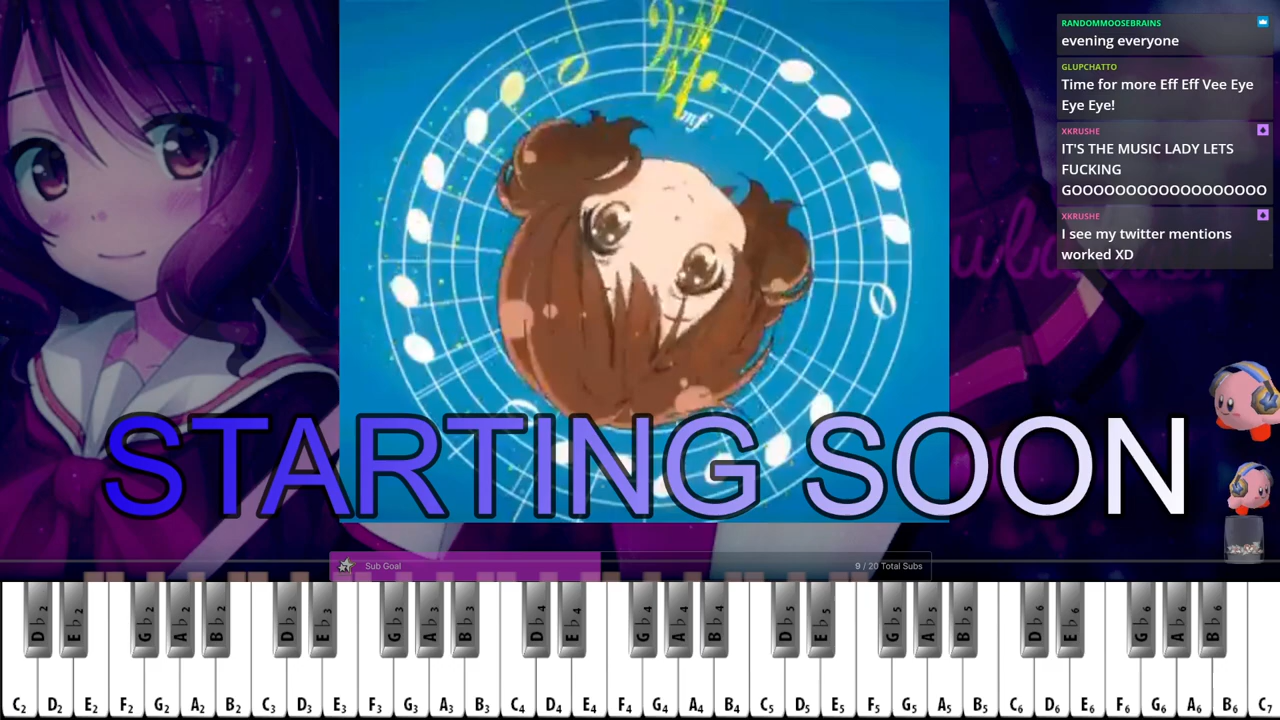 RANDOMMOOSEBRAINS
evening everyone
GLUPCHATTO
Time for more Eff Eff Vee Eye
Eye Eye!
XKRUSHE
IT'S THE MUSIC LADY LETS
FUCKING
GOOOOOOOOOOOOOOOOOO
XKRUSHE
I see my twitter mentions
worked XD
mf
STARTING SOON
Sub Goal
9 / 20 Total Subs
D♭2 E♭2 G♭2 A♭2 B♭2 D♭3 E♭3 G♭3 A♭3 B♭3 D♭4 E♭4 G♭4 A♭4 B♭4 D♭5 E♭5 G♭5 A♭5 B♭5 D♭6 E♭6 G♭6 A♭6 B♭6
C2 D2 E2 F2 G2 A2 B2 C3 D3 E3 F3 G3 A3 B3 C4 D4 E4 F4 G4 A4 B4 C5 D5 E5 F5 G5 A5 B5 C6 D6 E6 F6 G6 A6 B6 C7